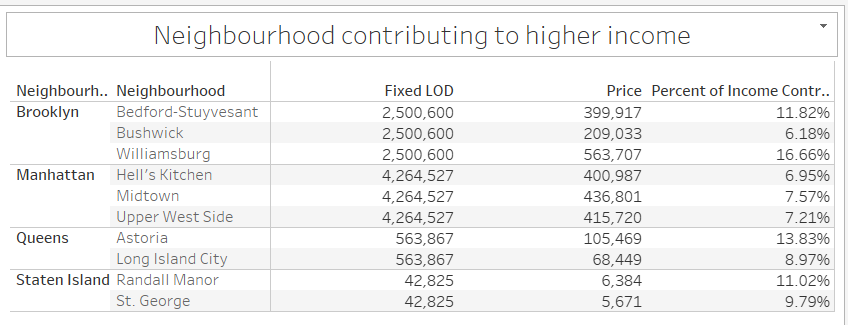 Neighbourhood contributing to higher income
Neighbourh.. Neighbourhood Fixed LOD Price Percent of Income Contr..
Brooklyn Bedford-Stuyvesant 2,500,600 399,917 11.82%
Bushwick 2,500,600 209,033 6.18%
Williamsburg 2,500,600 563,707 16.66%
Manhattan Hell's Kitchen 4,264,527 400,987 6.95%
Midtown 4,264,527 436,801 7.57%
Upper West Side 4,264,527 415,720 7.21%
Queens Astoria 563,867 105,469 13.83%
Long Island City 563,867 68,449 8.97%
Staten Island Randall Manor 42,825 6,384 11.02%
St. George 42,825 5,671 9.79%